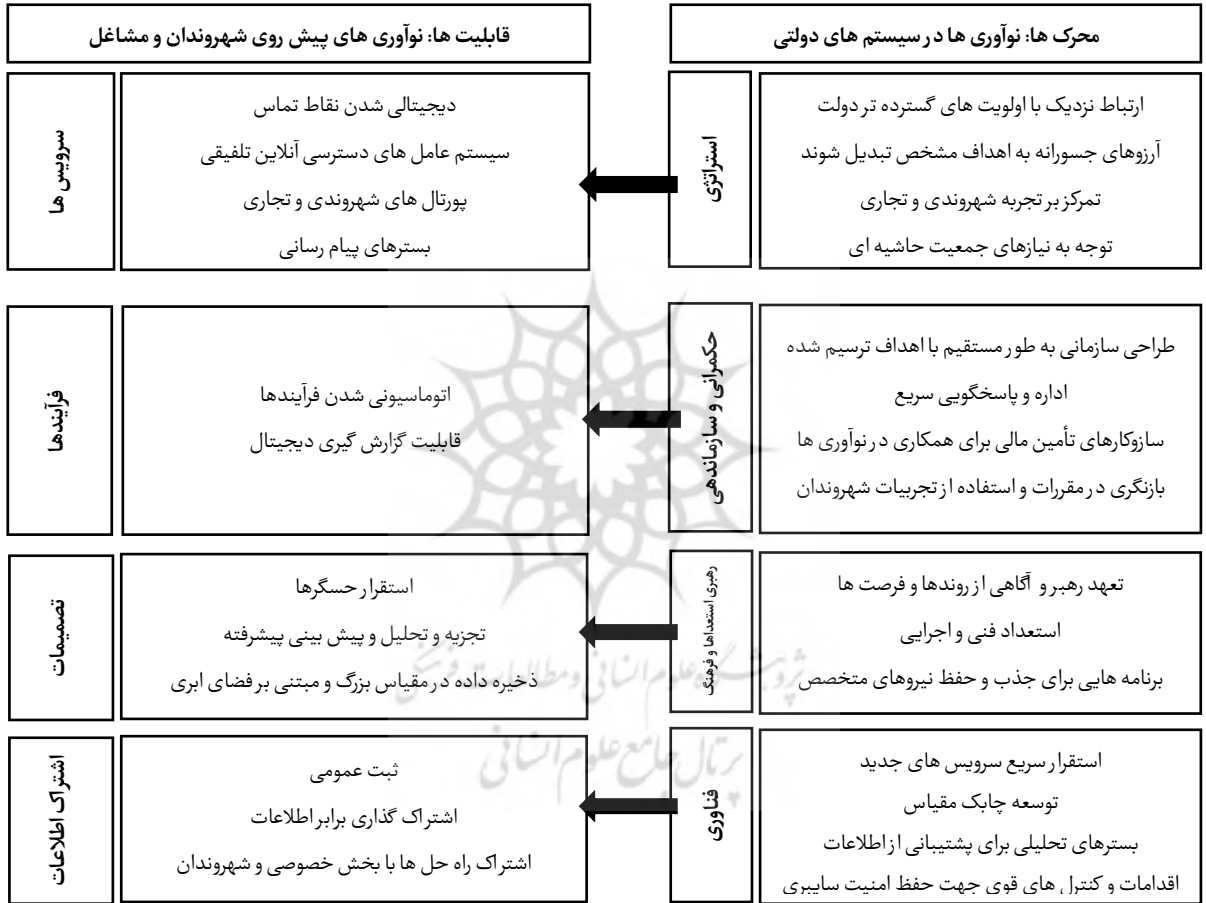 محرک ها: نوآوری ها در سیستم های دولتی
قابلیت ها: نوآوری های پیش روی شهروندان و مشاغل
استراتژی
ارتباط نزدیک با اولویت های گسترده تر دولت
آرزوهای جسورانه به اهداف مشخص تبدیل شوند
تمرکز بر تجربه شهروندی و تجاری
توجه به نیازهای جمعیت حاشیه ای
سرویس ها
دیجیتالی شدن نقاط تماس
سیستم عامل های دسترسی آنلاین تلفیقی
پورتال های شهروندی و تجاری
بسترهای پیام رسانی
حکمرانی و سازماندهی
طراحی سازمانی به طور مستقیم با اهداف ترسیم شده
اداره و پاسخگویی سریع
سازوکارهای تأمین مالی برای همکاری در نوآوری ها
بازنگری در مقررات و استفاده از تجربیات شهروندان
فرآیندها
اتوماسیونی شدن فرآیندها
قابلیت گزارش گیری دیجیتال
رهبری استعدادها و فرهنگ
تعهد رهبر و آگاهی از روندها و فرصت ها
استعداد فنی و اجرایی
برنامه هایی برای جذب و حفظ نیروهای متخصص
تصمیمات
استقرار حسگرها
تجزیه و تحلیل و پیش بینی پیشرفته
ذخیره داده در مقیاس بزرگ و مبتنی بر فضای ابری
فناوری
استقرار سریع سرویس های جدید
توسعه چابک مقیاس
بسترهای تحلیلی برای پشتیبانی از اطلاعات
اقدامات و کنترل های قوی جهت حفظ امنیت سایبری
اشتراک اطلاعات
ثبت عمومی
اشتراک گذاری برابر اطلاعات
اشتراک راه حل ها با بخش خصوصی و شهروندان
پژوهشگاه علوم انسانی و مطالعات فرهنگی
پرتال جامع علوم انسانی